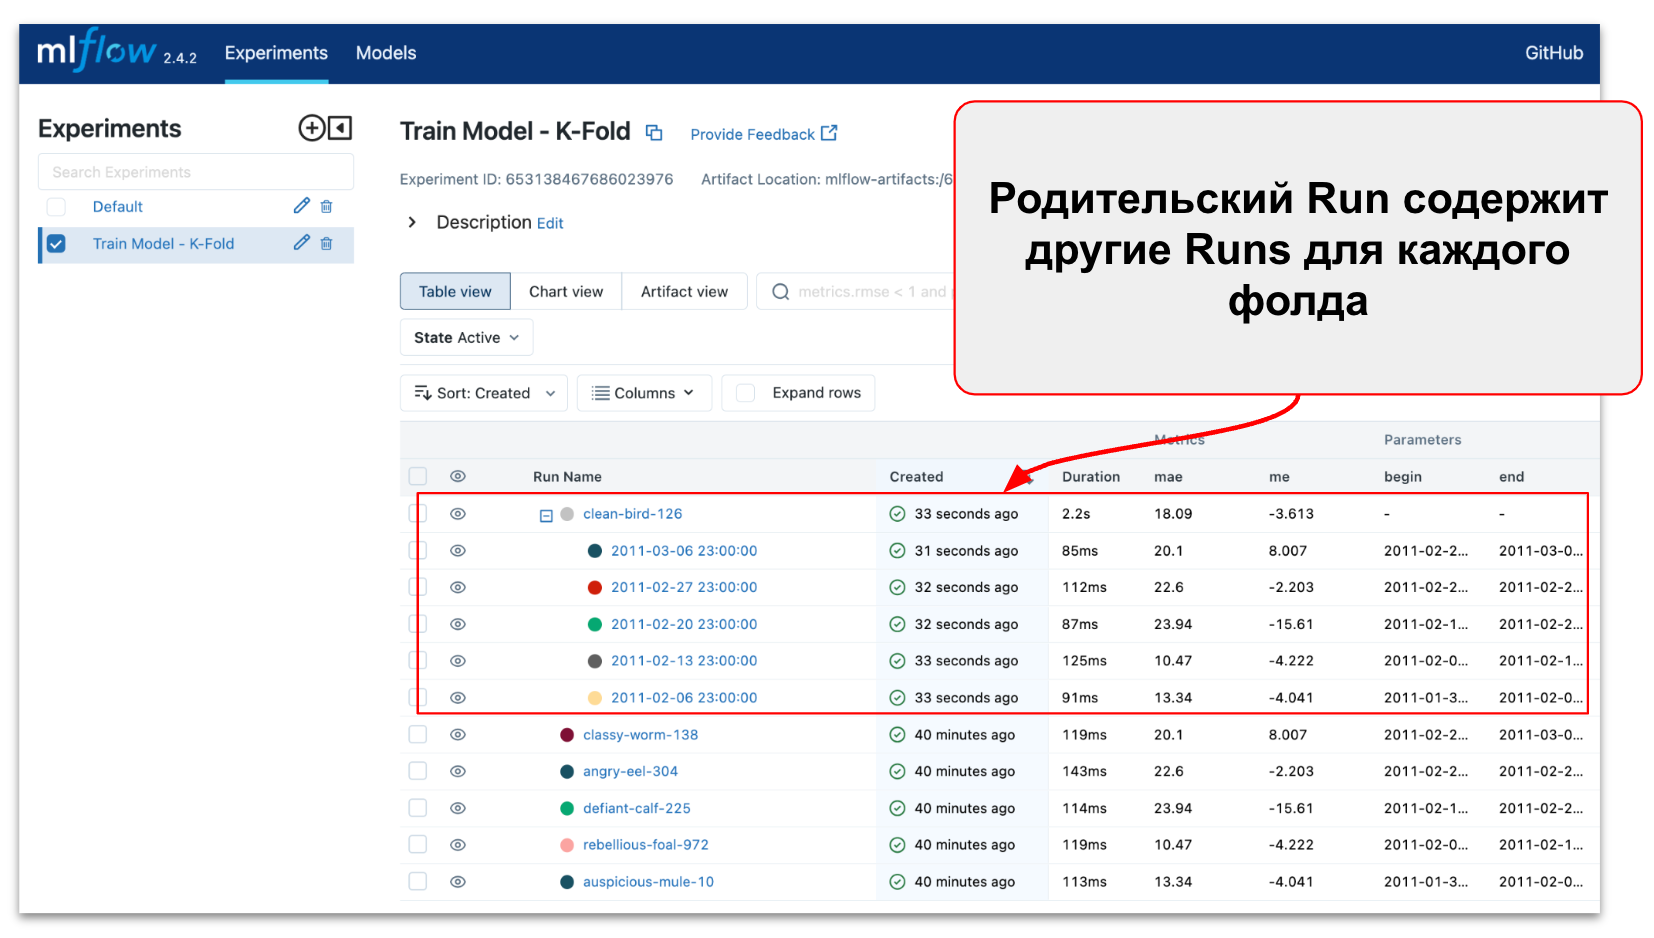 mlflow 2.4.2 Experiments Models GitHub
Experiments
Search Experiments
Default
Train Model - K-Fold
Train Model - K-Fold Provide Feedback
Experiment ID: 653138467686023976 Artifact Location: mlflow-artifacts:/6
Description Edit
Родительский Run содержит
другие Runs для каждого
фолда
Table view Chart view Artifact view metrics.rmse < 1 and
State Active
Sort: Created Columns Expand rows
Metrics Parameters
Run Name Created Duration mae me begin end
clean-bird-126 33 seconds ago 2.2s 18.09 -3.613 - -
2011-03-06 23:00:00 31 seconds ago 85ms 20.1 8.007 2011-02-2... 2011-03-0...
2011-02-27 23:00:00 32 seconds ago 112ms 22.6 -2.203 2011-02-2... 2011-02-2...
2011-02-20 23:00:00 32 seconds ago 87ms 23.94 -15.61 2011-02-1... 2011-02-2...
2011-02-13 23:00:00 33 seconds ago 125ms 10.47 -4.222 2011-02-0... 2011-02-1...
2011-02-06 23:00:00 33 seconds ago 91ms 13.34 -4.041 2011-01-3... 2011-02-0...
classy-worm-138 40 minutes ago 119ms 20.1 8.007 2011-02-2... 2011-03-0...
angry-eel-304 40 minutes ago 143ms 22.6 -2.203 2011-02-2... 2011-02-2...
defiant-calf-225 40 minutes ago 114ms 23.94 -15.61 2011-02-1... 2011-02-2...
rebellious-foal-972 40 minutes ago 119ms 10.47 -4.222 2011-02-0... 2011-02-1...
auspicious-mule-10 40 minutes ago 113ms 13.34 -4.041 2011-01-3... 2011-02-0...